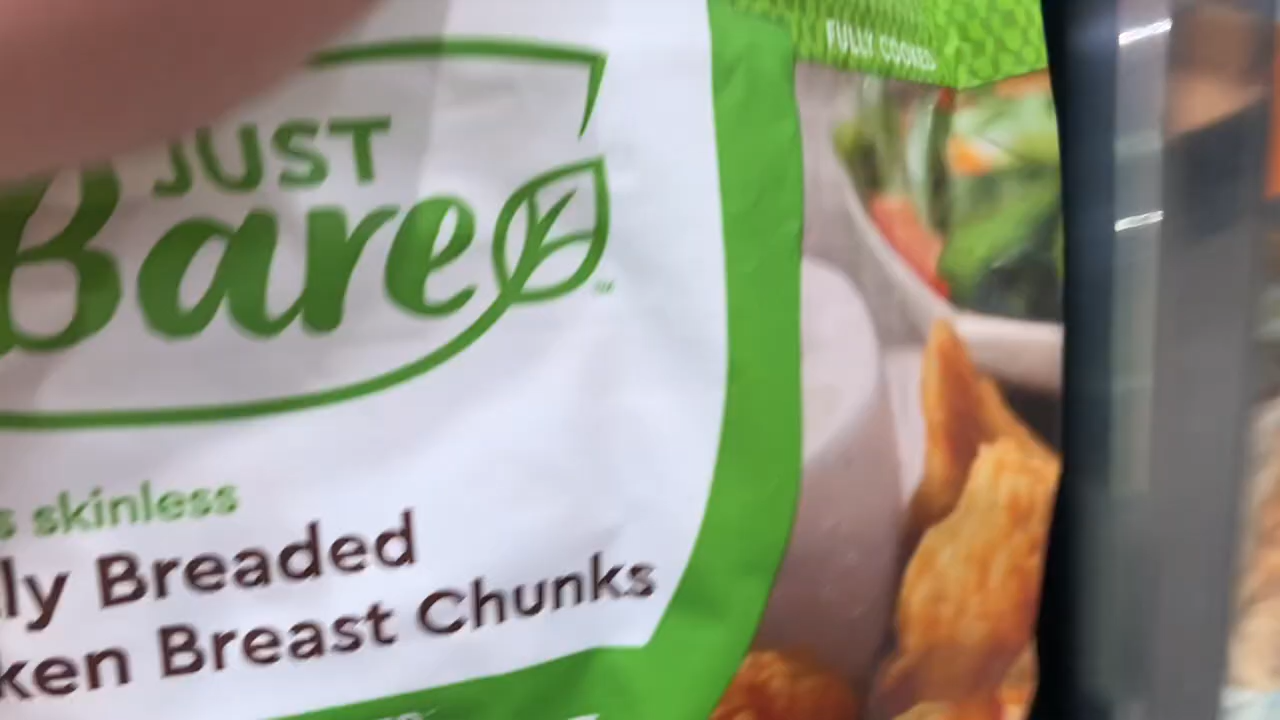 FULLY COOKED
JUST
Bare
skinless
ly Breaded
ken Breast Chunks